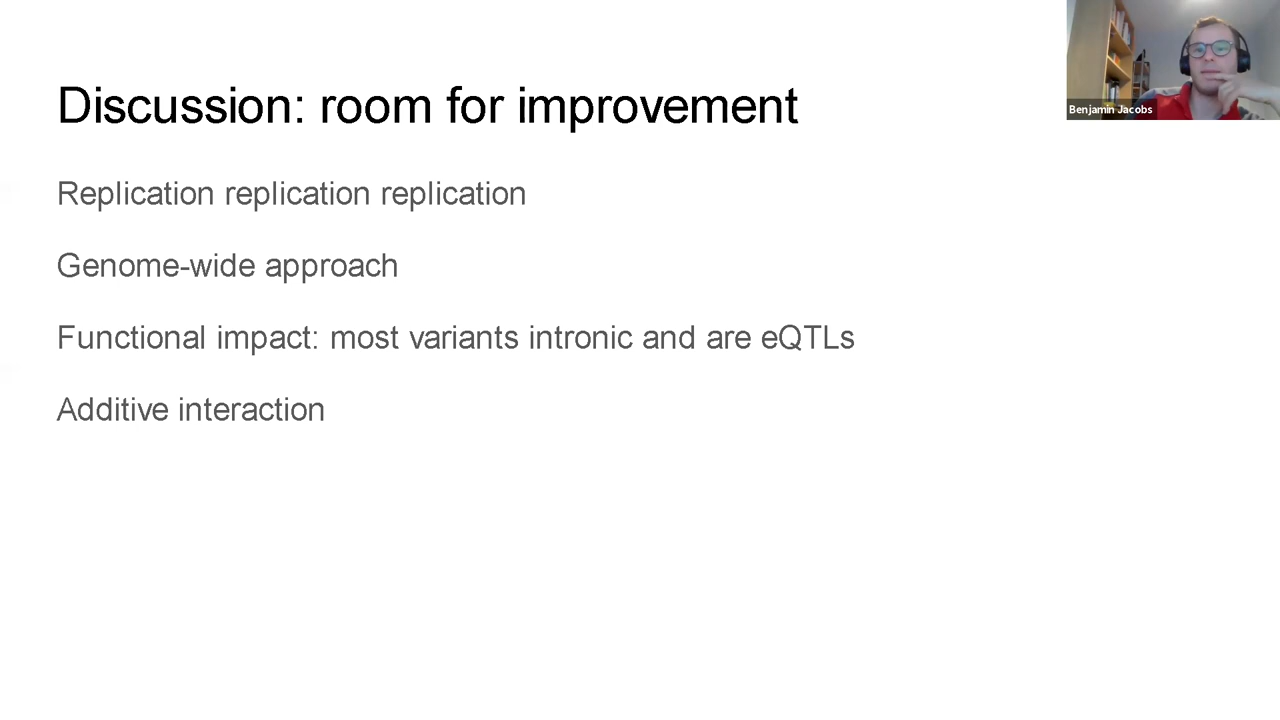 Discussion: room for improvement
Benjamin Jacobs
Replication replication replication
Genome-wide approach
Functional impact: most variants intronic and are eQTLs
Additive interaction